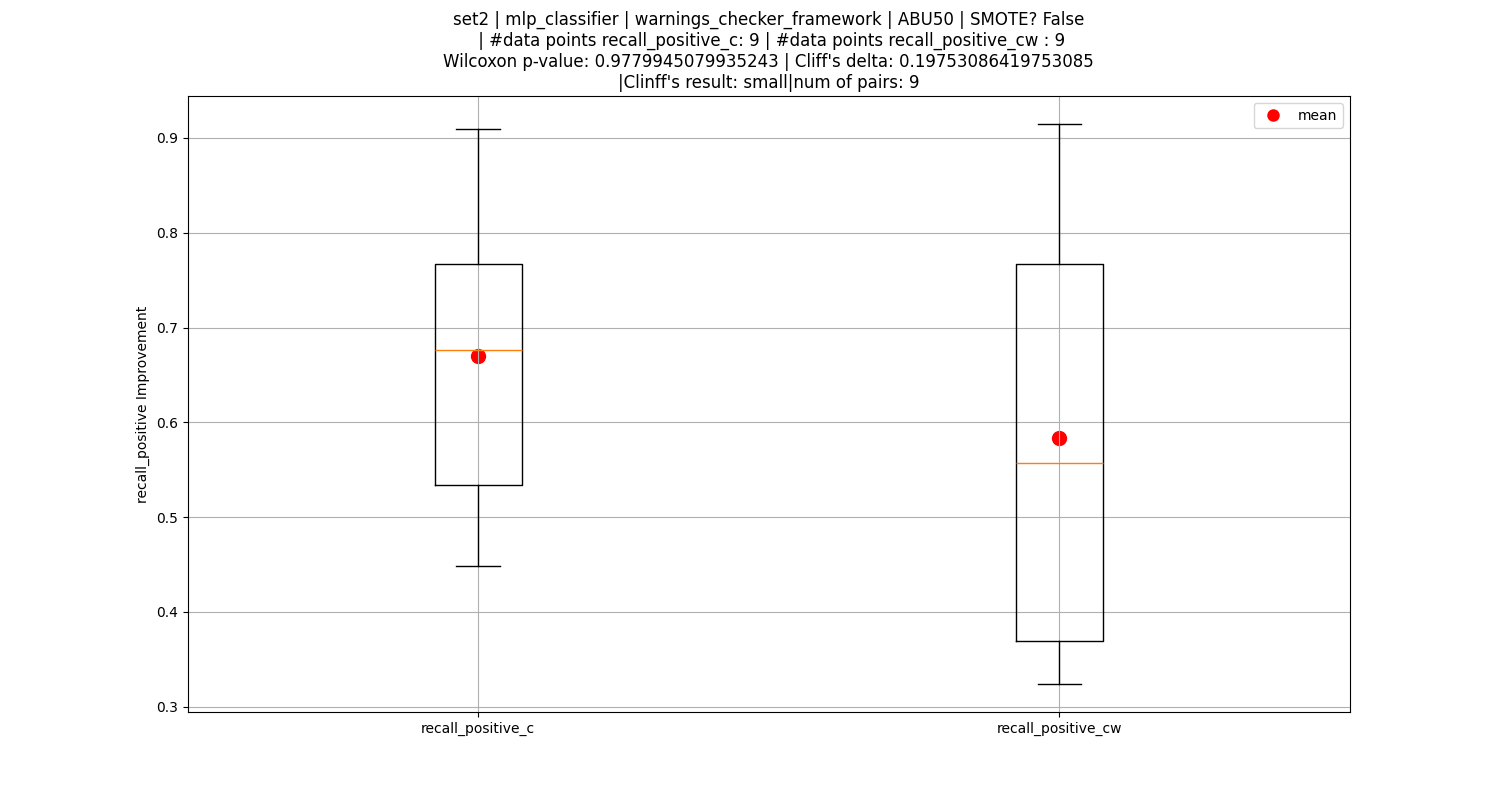 set2 | mlp_classifier | warnings_checker_framework | ABU50 | SMOTE? False
| #data points recall_positive_c: 9 | #data points recall_positive_cw : 9
Wilcoxon p-value: 0.9779945079935243 | Cliff's delta: 0.19753086419753085
|Clinff's result: small|num of pairs: 9
mean
0.9
0.8
0.7
0.6
0.5
0.4
0.3
recall_positive Improvement
recall_positive_c
recall_positive_cw